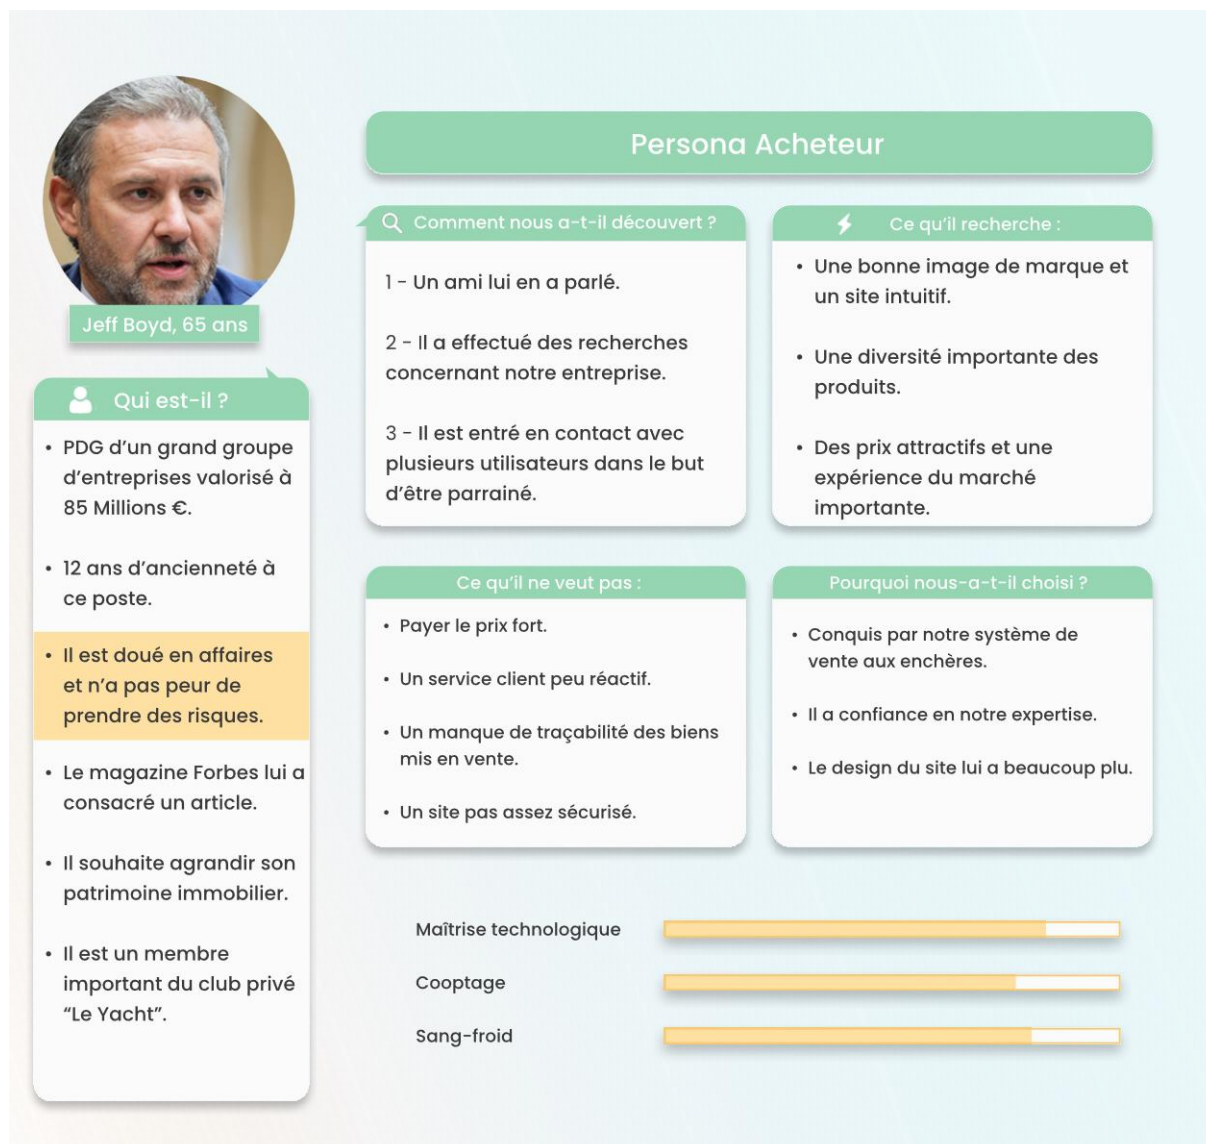 Jeff Boyd, 65 ans
Qui est-il ?
• PDG d’un grand groupe
d’entreprises valorisé à
85 Millions €.
• 12 ans d’ancienneté à
ce poste.
• Il est doué en affaires
et n’a pas peur de
prendre des risques.
• Le magazine Forbes lui a
consacré un article.
• Il souhaite agrandir son
patrimoine immobilier.
• Il est un membre
important du club privé
“Le Yacht”.
Persona Acheteur
Comment nous a-t-il découvert ?
1 - Un ami lui en a parlé.
2 - Il a effectué des recherches
concernant notre entreprise.
3 - Il est entré en contact avec
plusieurs utilisateurs dans le but
d’être parrainé.
Ce qu’il recherche :
• Une bonne image de marque et
un site intuitif.
• Une diversité importante des
produits.
• Des prix attractifs et une
expérience du marché
importante.
Ce qu’il ne veut pas :
• Payer le prix fort.
• Un service client peu réactif.
• Un manque de traçabilité des biens
mis en vente.
• Un site pas assez sécurisé.
Pourquoi nous-a-t-il choisi ?
• Conquis par notre système de
vente aux enchères.
• Il a confiance en notre expertise.
• Le design du site lui a beaucoup plu.
Maîtrise technologique
Cooptage
Sang-froid